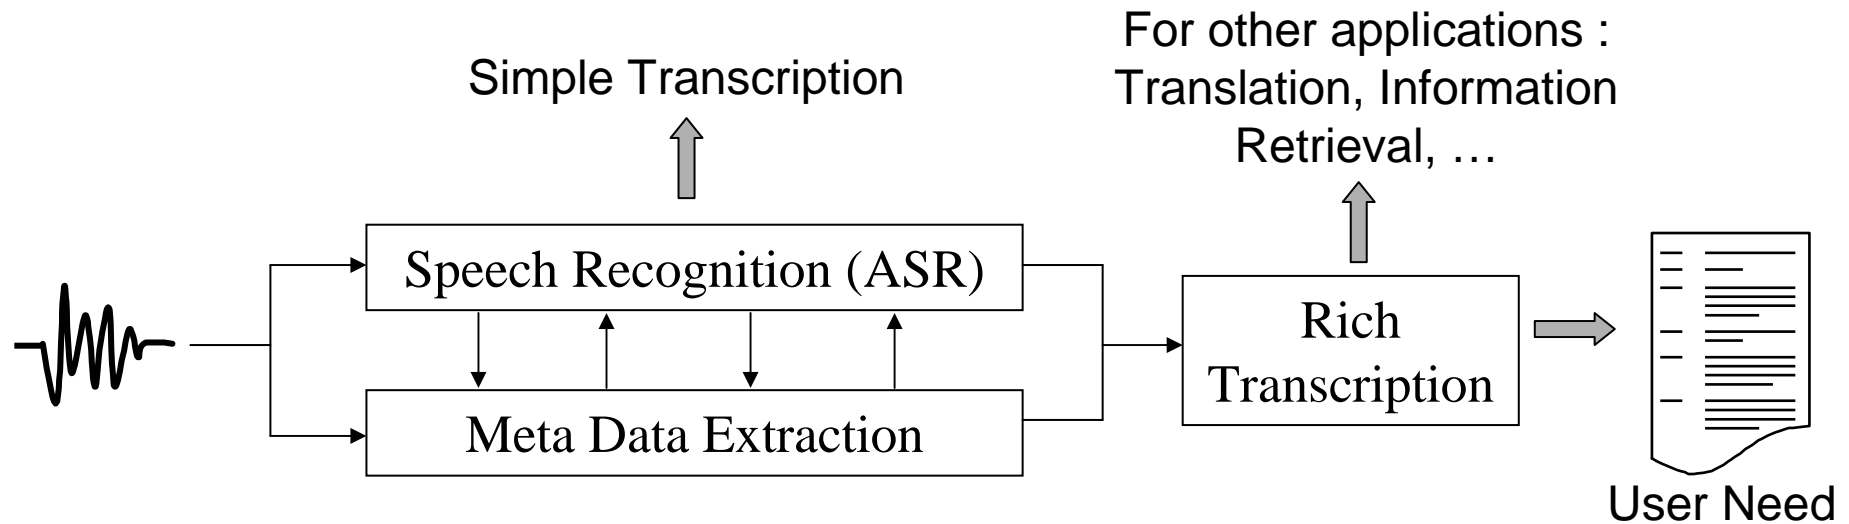 For other applications :
Translation, Information
Retrieval, …
Simple Transcription
Speech Recognition (ASR)
Meta Data Extraction
Rich
Transcription
User Need